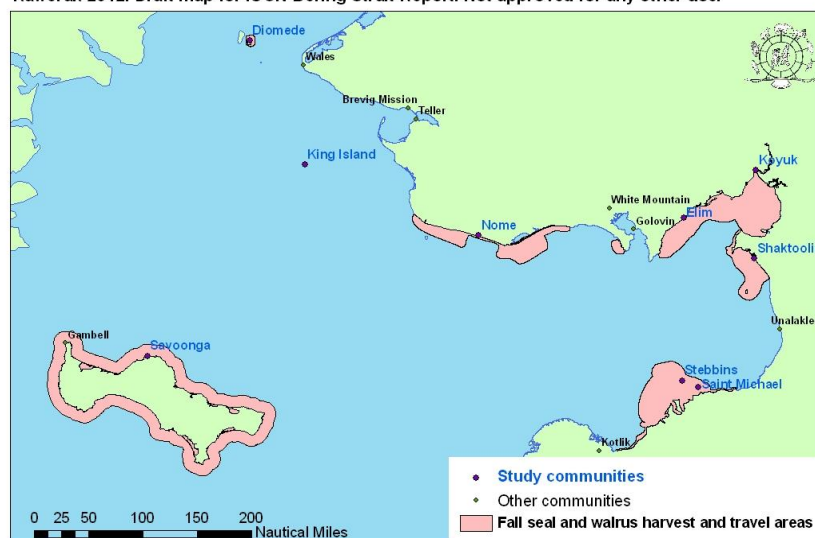 Diomede
Wales
Brevig Mission
Teller
King Island
Koyuk
White Mountain
Elim
Golovin
Nome
Shaktooli
Unalakle
Gambell
Savoonga
Stebbins
Saint Michael
Kotlik
Study communities
Other communities
Fall seal and walrus harvest and travel areas
0 25 50 100 150 200
Nautical Miles